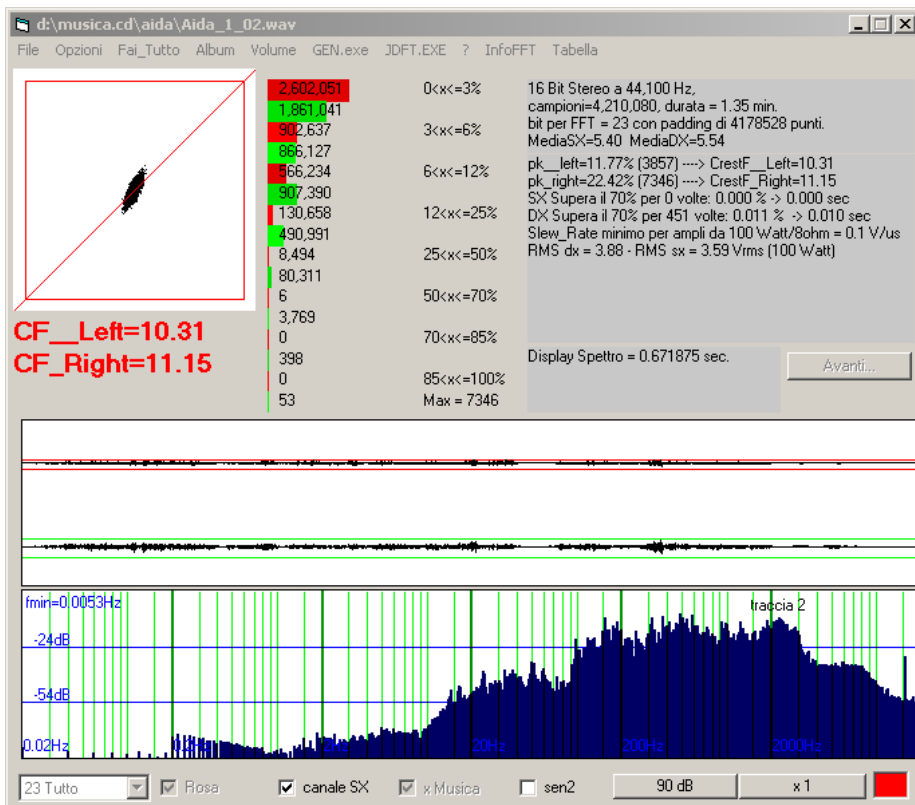 d:\musica.cd\aida\Aida_1_02.wav
File Opzioni Fai_Tutto Album Volume GEN.exe JDFT.EXE ? InfoFFT Tabella
2,602,051 0<x<=3%
1,861,041
902,637 3<x<=6%
866,127
566,234 6<x<=12%
907,390
130,658 12<x<=25%
490,991
8,494 25<x<=50%
80,311
6 50<x<=70%
3,769
0 70<x<=85%
398
0 85<x<=100%
53 Max = 7346
16 Bit Stereo a 44,100 Hz,
campioni=4,210,080, durata = 1.35 min.
bit per FFT = 23 con padding di 4178528 punti.
MediaSX=5.40 MediaDX=5.54
pk__left=11.77% (3857) ----> CrestF__Left=10.31
pk_right=22.42% (7346) ----> CrestF_Right=11.15
SX Supera il 70% per 0 volte: 0.000 % -> 0.000 sec
DX Supera il 70% per 451 volte: 0.011 % -> 0.010 sec
Slew_Rate minimo per ampli da 100 Watt/8ohm = 0.1 V/us
RMS dx = 3.88 - RMS sx = 3.59 Vrms (100 Watt)
CF__Left=10.31
CF_Right=11.15
Display Spettro = 0.671875 sec.
Avanti...
fmin=0.0053Hz
traccia 2
-24dB
-54dB
0.02Hz 0.2Hz 2Hz 20Hz 200Hz 2000Hz
23 Tutto Rosa canale SX x Musica sen2 90 dB x 1